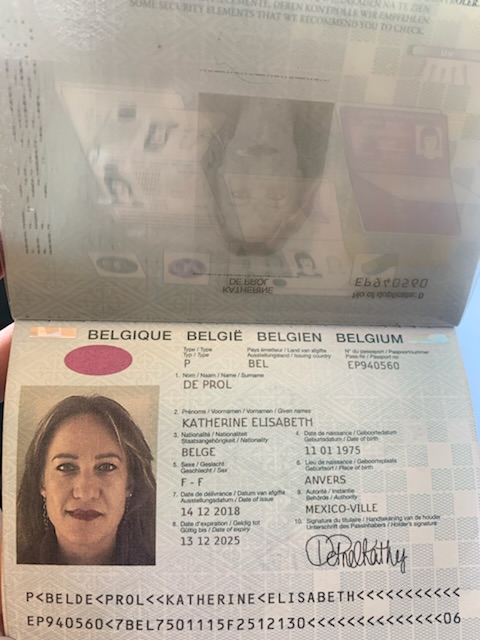 SOME SECURITY ELEMENTS THAT WE RECOMMEND YOU TO CHECK
DE PROL
KATHERINE
EP940560
BELGIQUE BELGIË BELGIEN BELGIUM
Type / Type
Typ / Type
P
Pays émetteur / Land van afgifte
Ausstellungsland / Issuing country
BEL
N° du passeport / Paspoortnummer
Pass-Nr / Passport no
EP940560
1. Nom / Naam / Name / Surname
DE PROL
2. Prénoms / Voornamen / Vornamen / Given names
KATHERINE ELISABETH
3. Nationalité / Nationaliteit
Staatsangehörigkeit / Nationality
BELGE
4. Date de naissance / Geboortedatum
Geburtsdatum / Date of birth
11 01 1975
5. Sexe / Geslacht
Geschlecht / Sex
F - F
6. Lieu de naissance / Geboorteplaats
Geburtsort / Place of birth
ANVERS
7. Date de délivrance / Datum van afgifte
Ausstellungsdatum / Date of issue
14 12 2018
9. Autorité / Instantie
Behörde / Authority
MEXICO-VILLE
8. Date d'expiration / Geldig tot
Gültig bis / Date of expiry
13 12 2025
10. Signature du titulaire / Handtekening van de houder
Unterschrift des Passinhabers / Holder's signature
P<BELDE<PROL<<KATHERINE<ELISABETH<<<<<<<<<<<
EP940560<7BEL7501115F2512130<<<<<<<<<<<<<<06